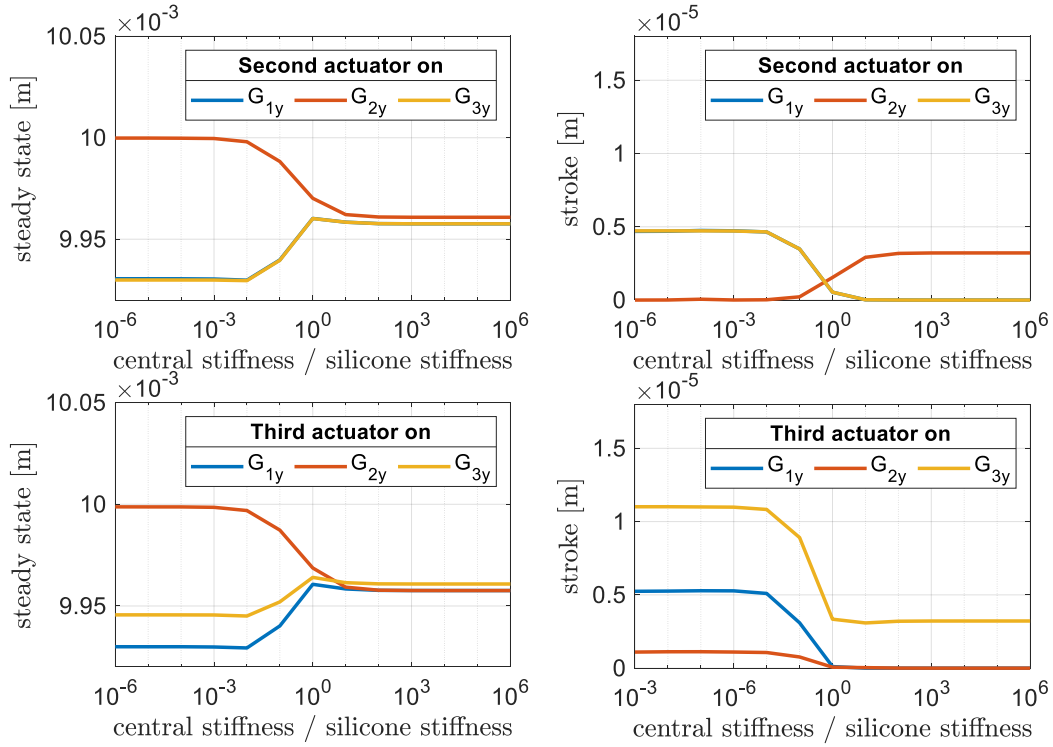 ×10⁻³
10.05
10
9.95
steady state [m]
Second actuator on
G₁y G₂y G₃y
10⁻⁶ 10⁻³ 10⁰ 10³ 10⁶
central stiffness / silicone stiffness
×10⁻⁵
1.5
1
0.5
0
stroke [m]
Second actuator on
G₁y G₂y G₃y
10⁻⁶ 10⁻³ 10⁰ 10³ 10⁶
central stiffness / silicone stiffness
×10⁻³
10.05
10
9.95
steady state [m]
Third actuator on
G₁y G₂y G₃y
10⁻⁶ 10⁻³ 10⁰ 10³ 10⁶
central stiffness / silicone stiffness
×10⁻⁵
1.5
1
0.5
0
stroke [m]
Third actuator on
G₁y G₂y G₃y
10⁻³ 10⁻⁶ 10⁰ 10³ 10⁶
central stiffness / silicone stiffness